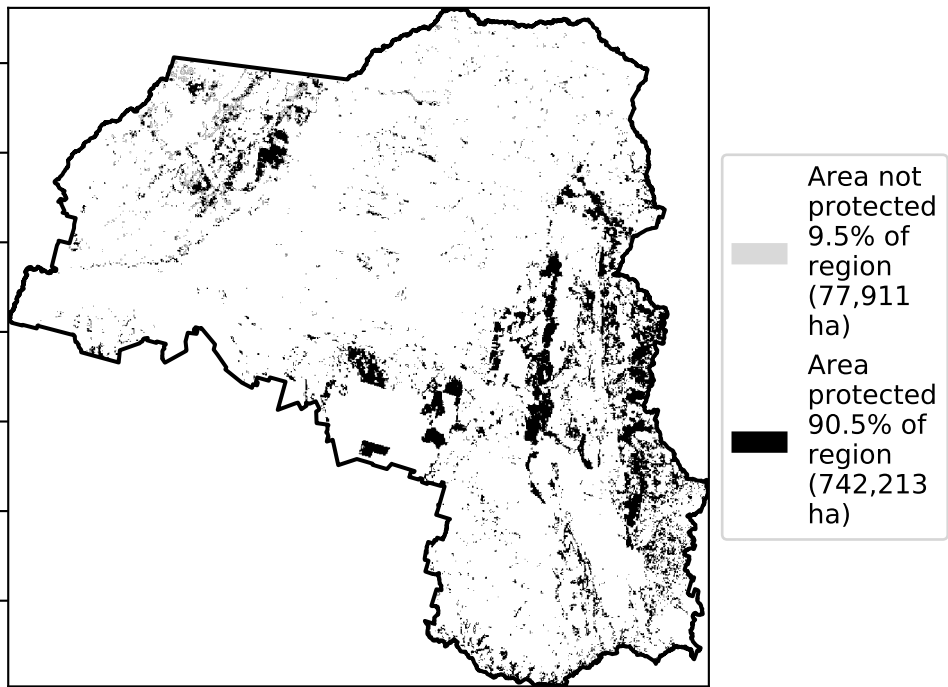 Area not
protected
9.5% of
region
(77,911
ha)
Area
protected
90.5% of
region
(742,213
ha)